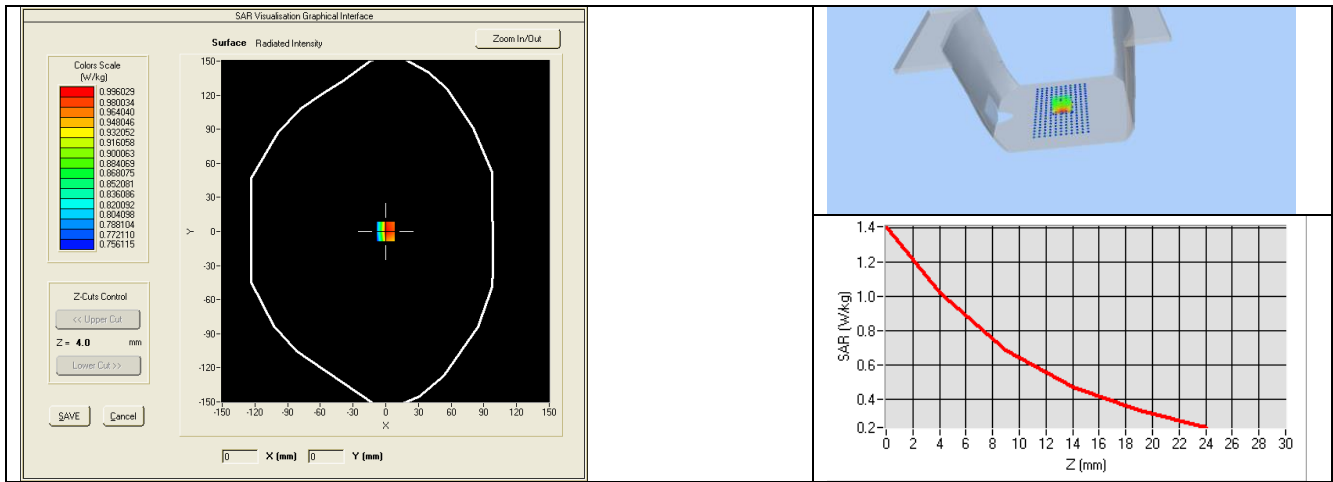 SAR Visualisation Graphical Interface
Surface Radiated Intensity
Zoom In/Out
Colors Scale
(W/kg)
0.996029
0.980034
0.964040
0.948046
0.932052
0.916058
0.900063
0.884069
0.868075
0.852081
0.836086
0.820092
0.804098
0.788104
0.772110
0.756115
Z-Cuts Control
<< Upper Cut
Z = 4.0 mm
Lower Cut >>
SAVE Cancel
150
120
90
60
30
0
-30
-60
-90
-120
-150
Y
-150 -120 -90 -60 -30 0 30 60 90 120 150
X
0 X (mm) 0 Y (mm)
1.4
1.2
1.0
0.8
0.6
0.4
0.2
SAR (W/kg)
0 2 4 6 8 10 12 14 16 18 20 22 24 26 28 30
Z (mm)